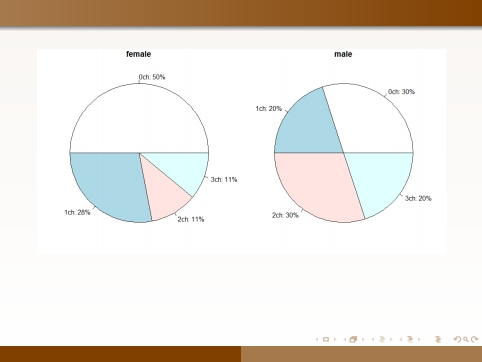 female
male
0ch: 50%
0ch: 30%
1ch: 20%
3ch: 11%
3ch: 20%
1ch: 28%
2ch: 11%
2ch: 30%